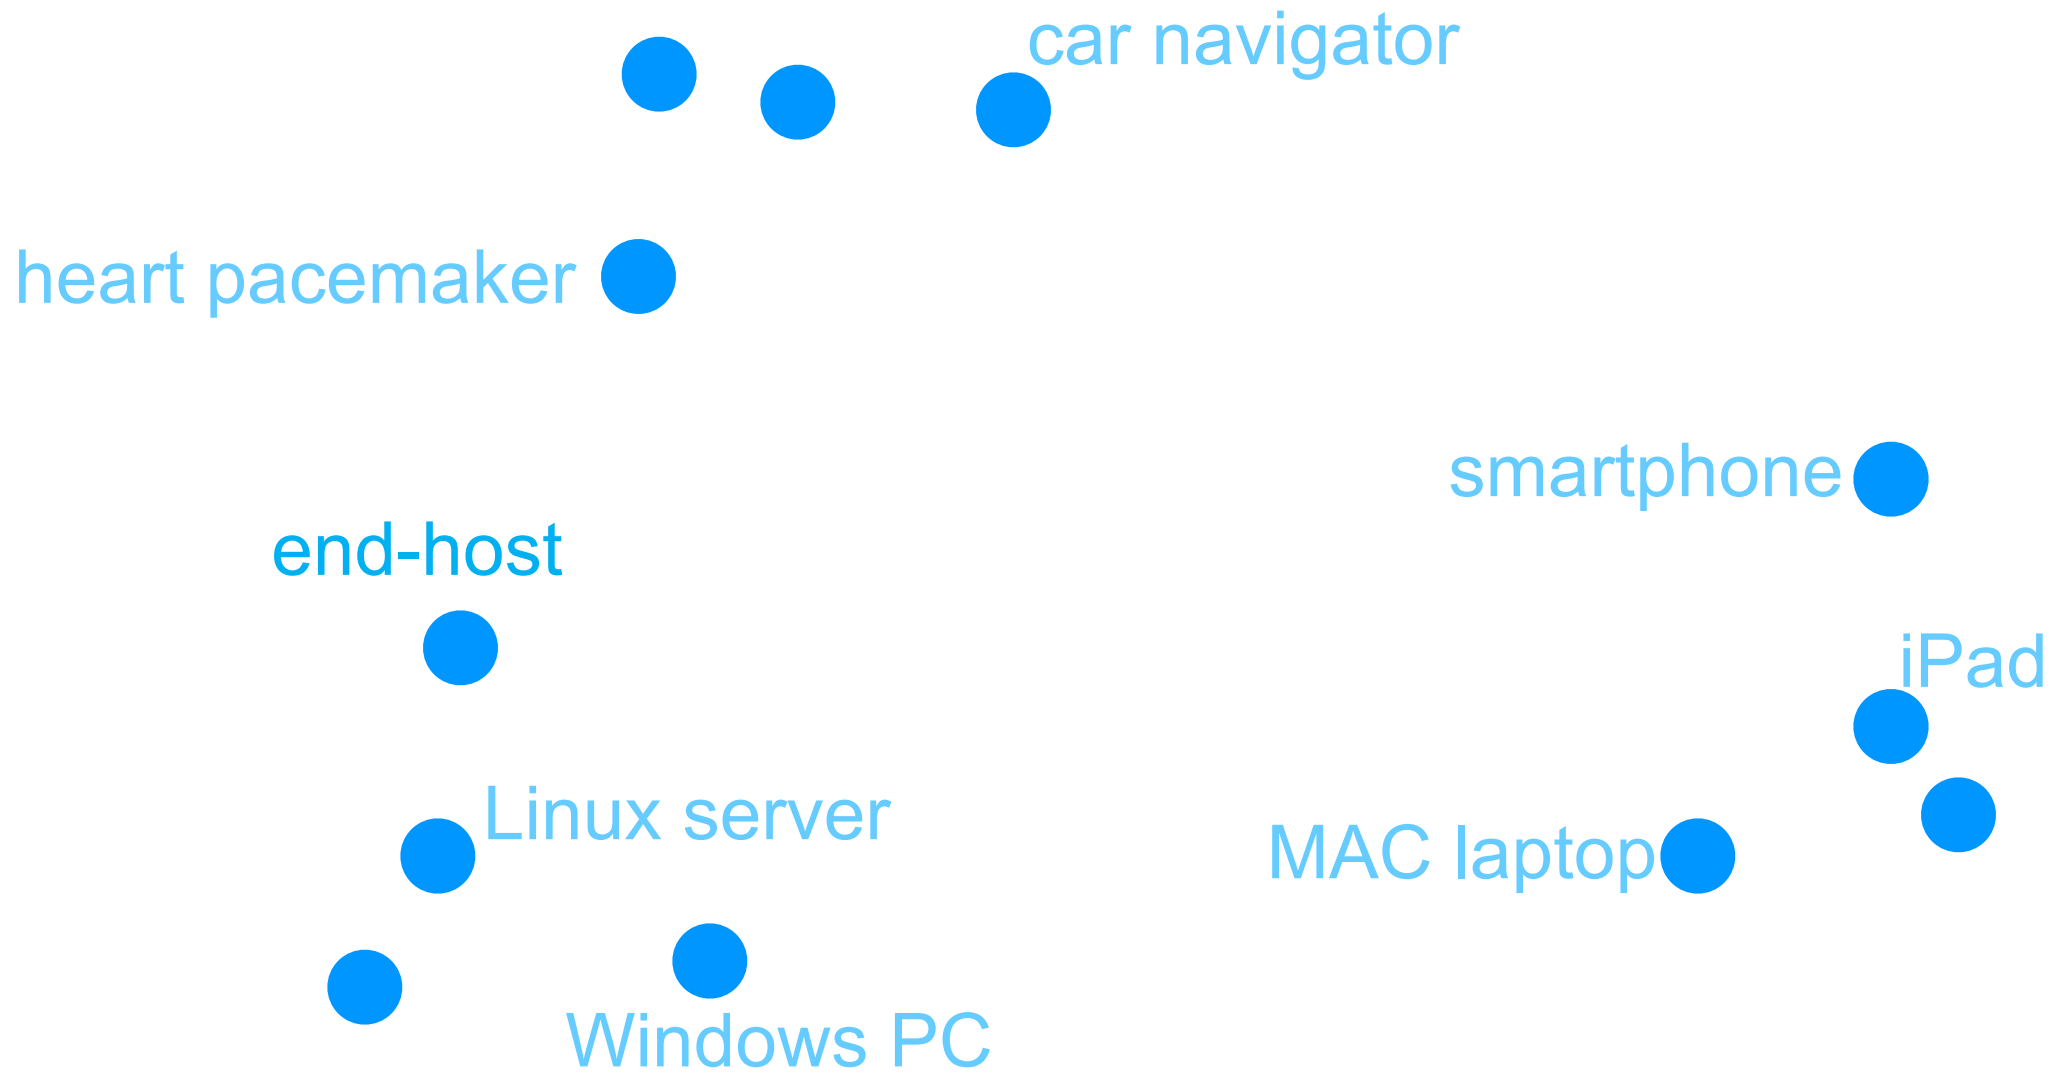 car navigator
heart pacemaker
smartphone
end-host
iPad
Linux server
MAC laptop
Windows PC